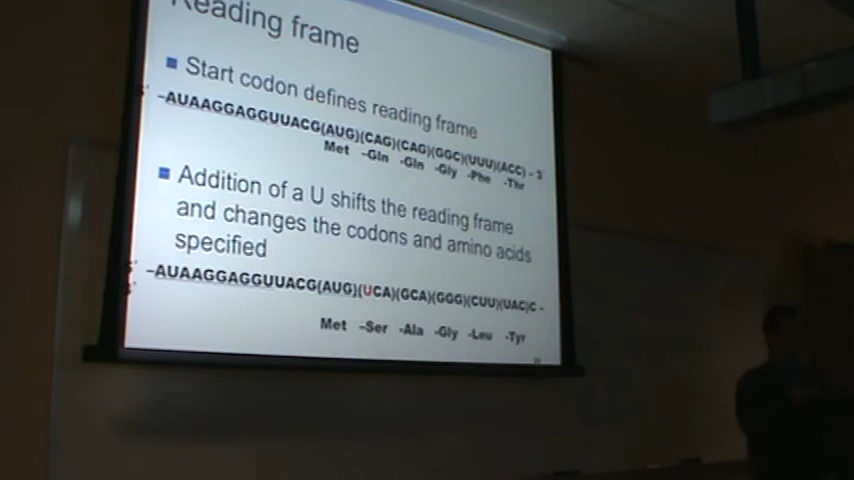 Reading frame
Start codon defines reading frame
5' –AUAAGGAGGUUACG(AUG)(CAG)(CAG)(GGC)(UUU)(ACC) - 3'
Met –Gln -Gln -Gly -Phe -Thr
Addition of a U shifts the reading frame
and changes the codons and amino acids
specified
5' –AUAAGGAGGUUACG(AUG)(UCA)(GCA)(GGG)(CUU)(UAC)C -
Met –Ser -Ala -Gly -Leu -Tyr